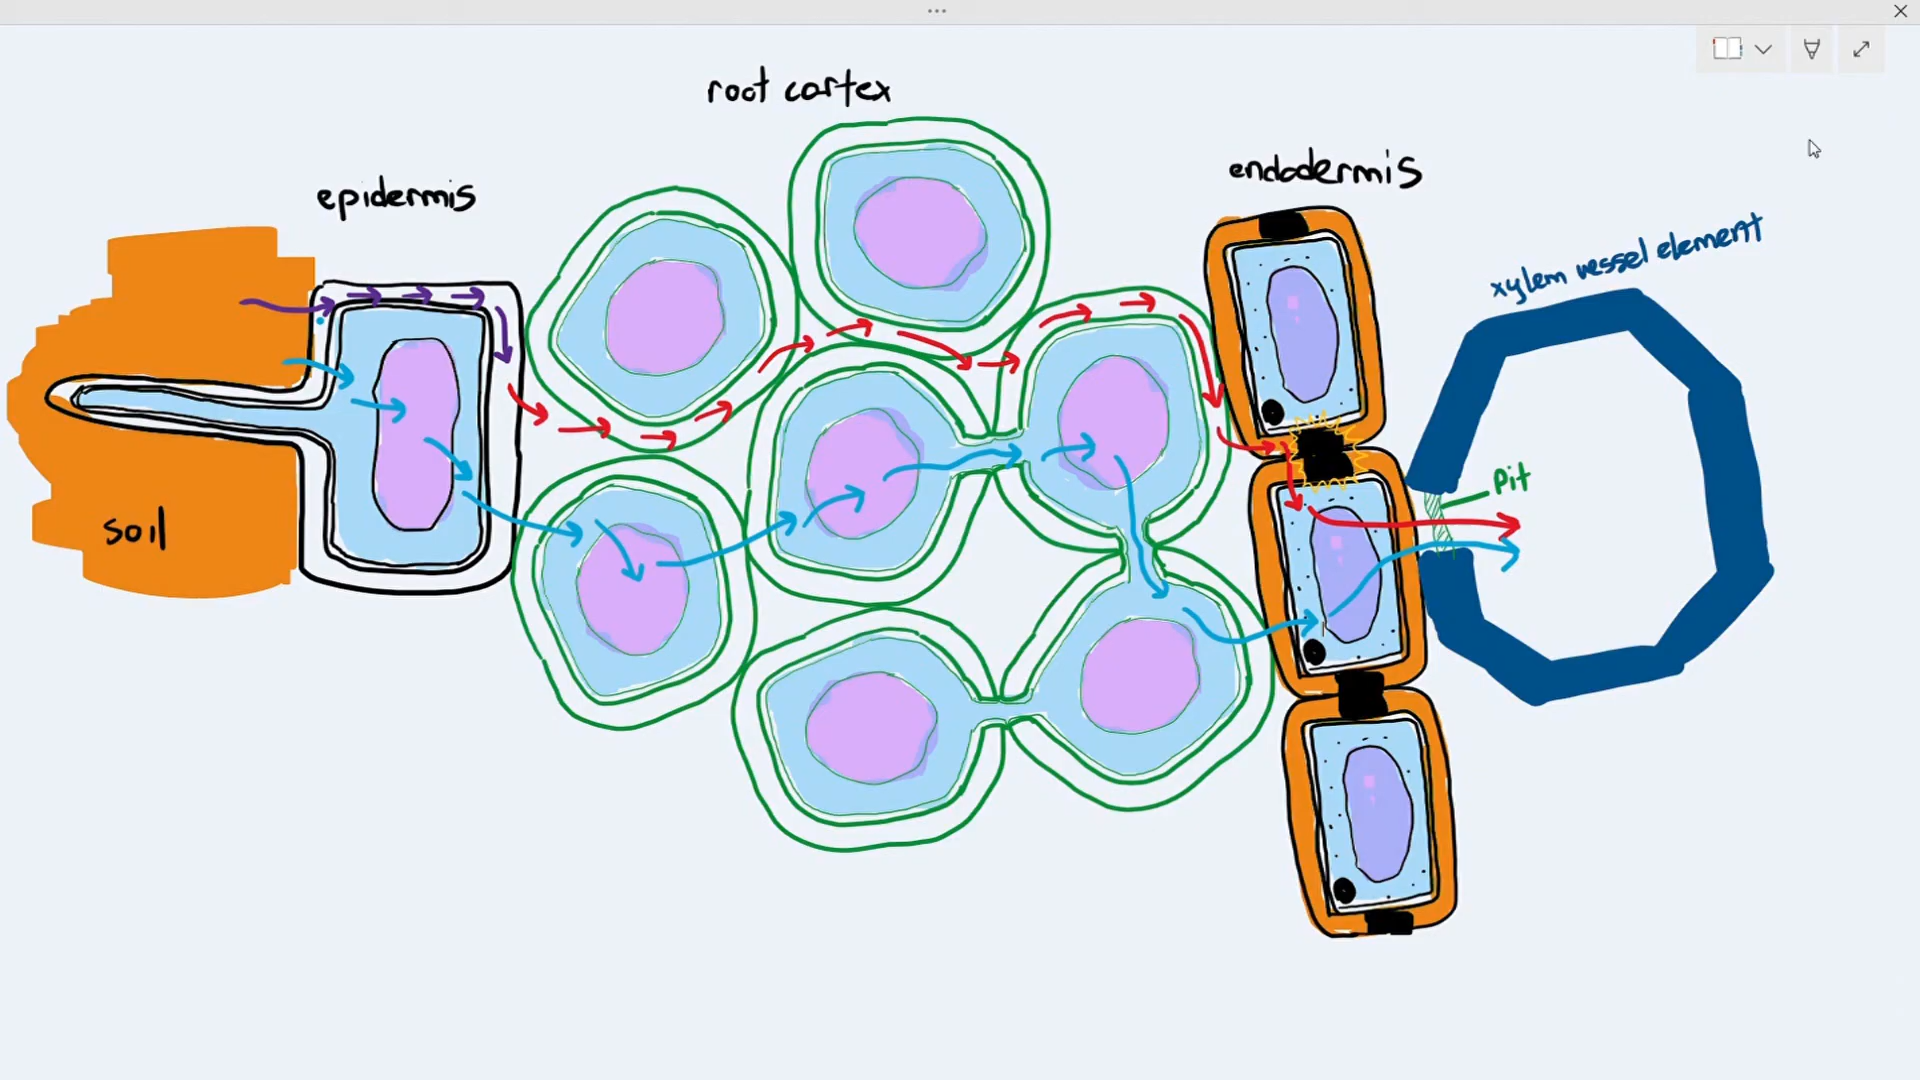 root cortex
endodermis
epidermis
xylem vessel element
Pit
soil